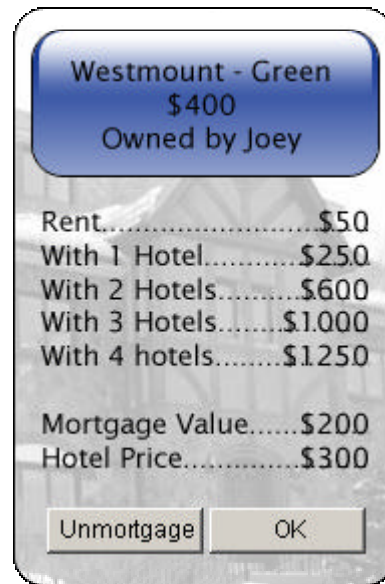 Westmount - Green
$400
Owned by Joey
Rent..........................$50
With 1 Hotel............$250
With 2 Hotels..........$600
With 3 Hotels........$1000
With 4 hotels........$1250
Mortgage Value......$200
Hotel Price..............$300
Unmortgage OK